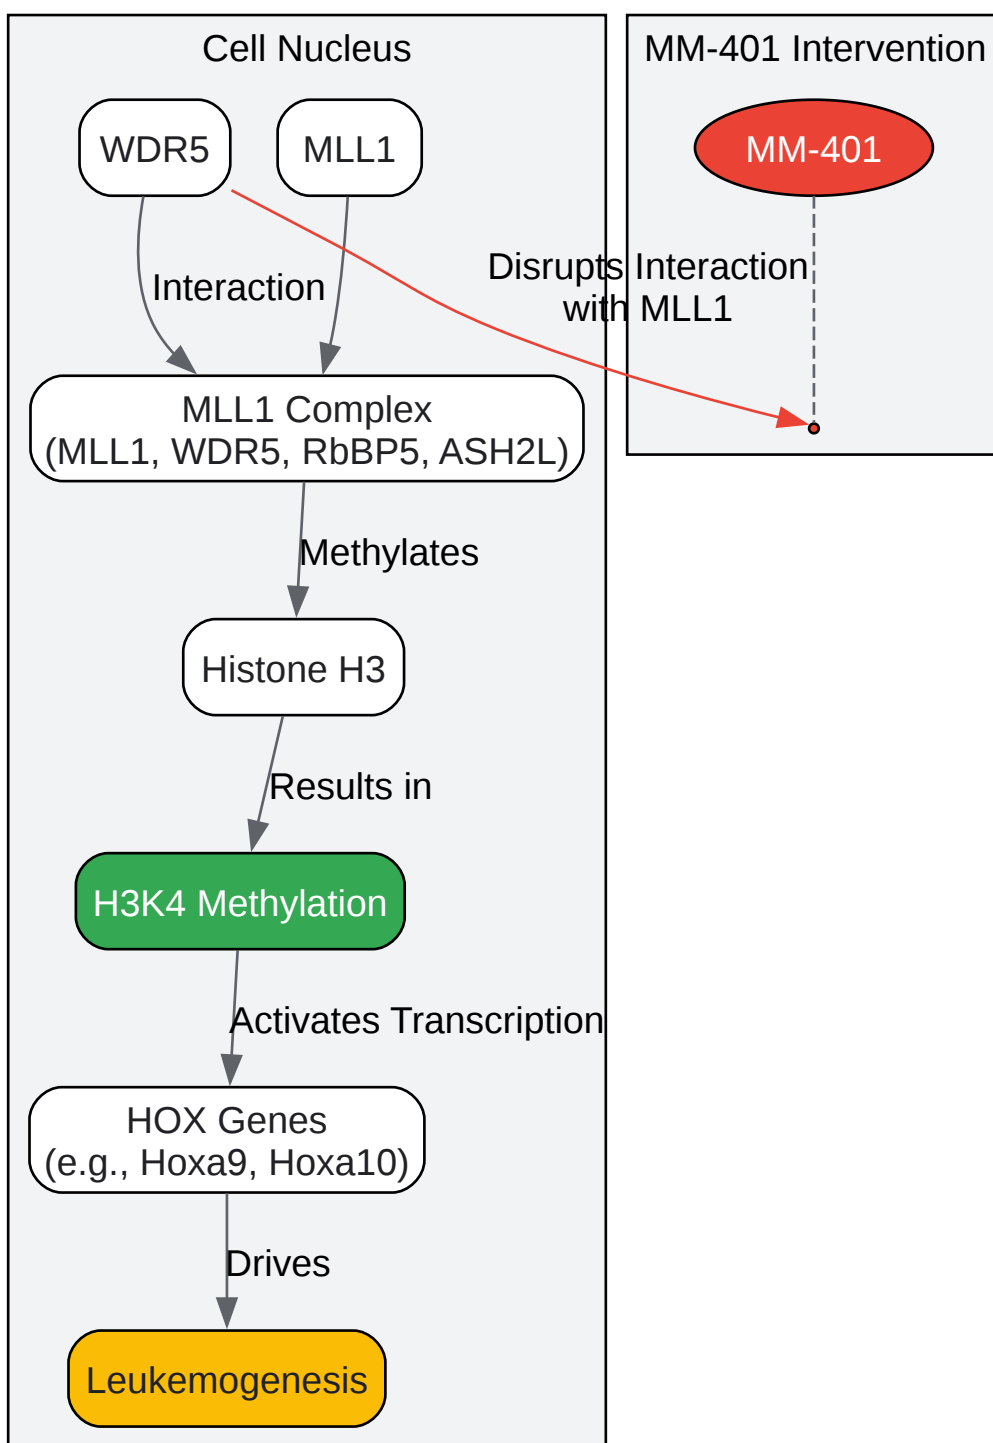 Cell Nucleus
MM-401 Intervention
WDR5
MLL1
MM-401
Interaction
Disrupts Interaction
with MLL1
MLL1 Complex
(MLL1, WDR5, RbBP5, ASH2L)
Methylates
Histone H3
Results in
H3K4 Methylation
Activates Transcription
HOX Genes
(e.g., Hoxa9, Hoxa10)
Drives
Leukemogenesis